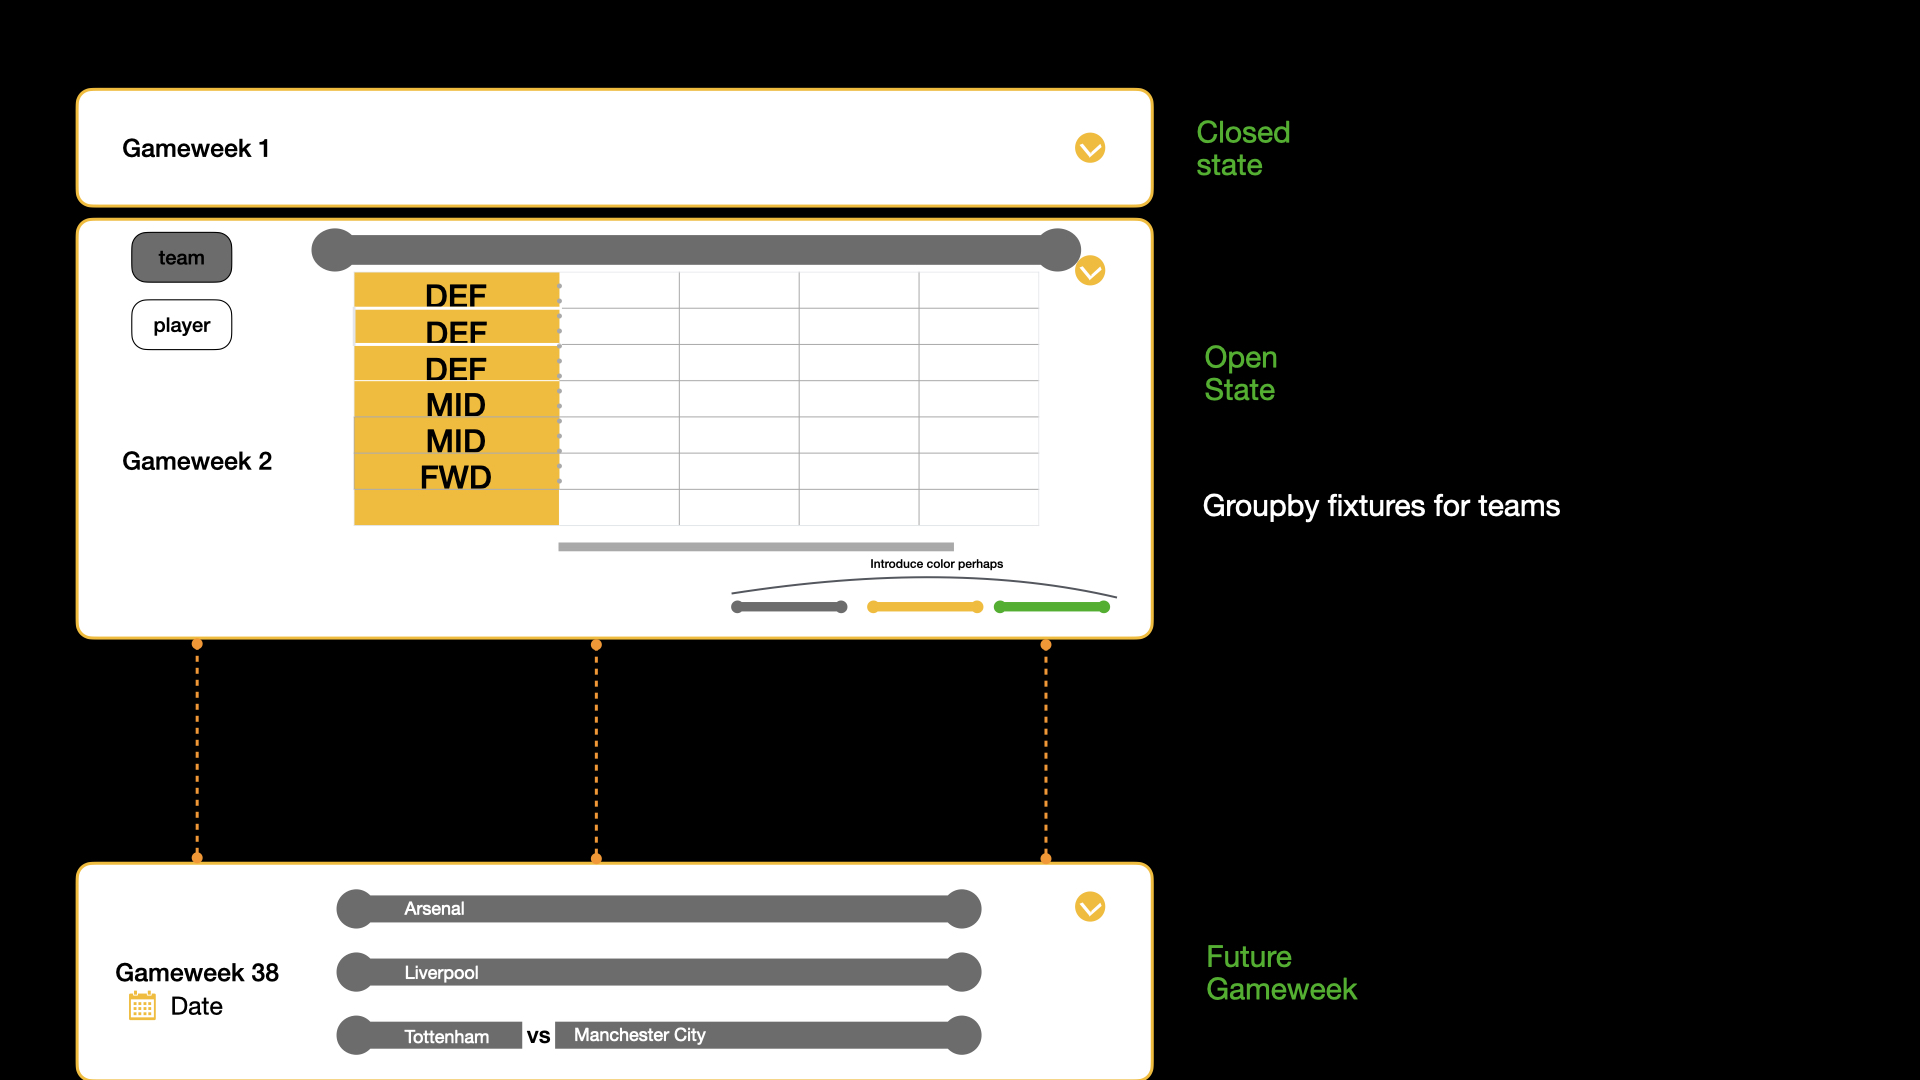 Gameweek 1
Closed
state
team
player
DEF
DEF
DEF
MID
MID
FWD
Gameweek 2
Open
State
Groupby fixtures for teams
Introduce color perhaps
Arsenal
Liverpool
Gameweek 38
Date
Tottenham vs Manchester City
Future
Gameweek